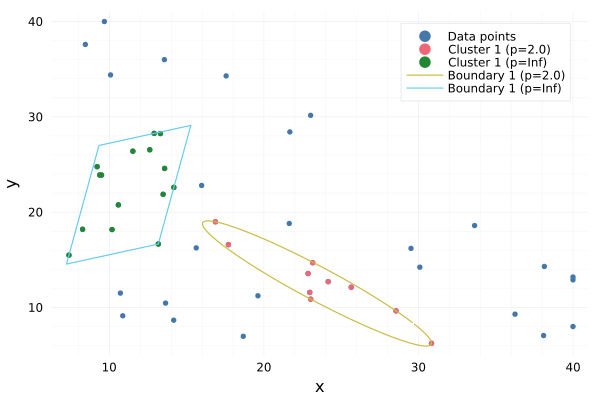 40
30
20
10
y
Data points
Cluster 1 (p=2.0)
Cluster 1 (p=Inf)
Boundary 1 (p=2.0)
Boundary 1 (p=Inf)
10 20 30 40
x